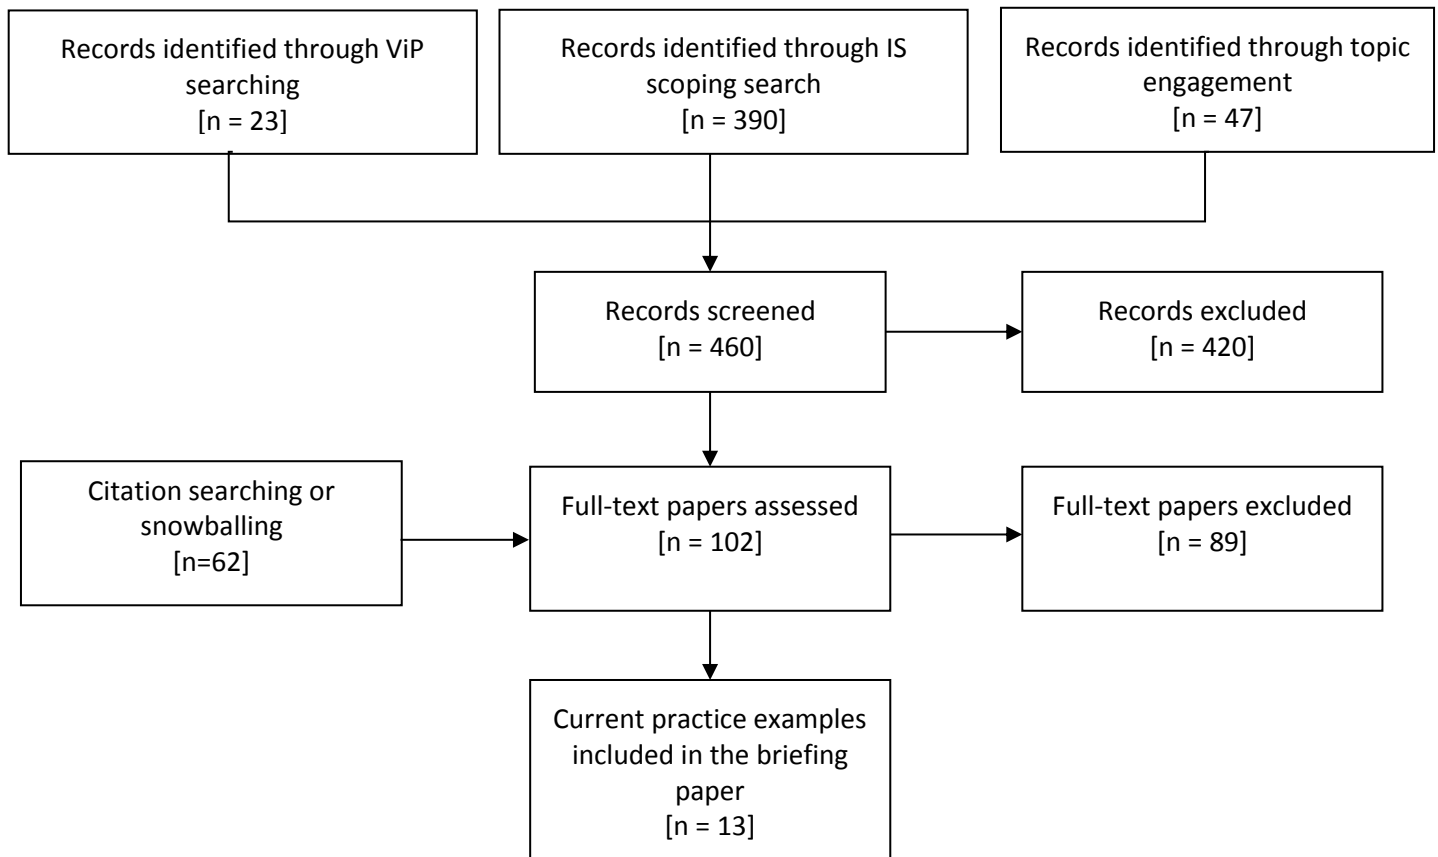 Records identified through ViP
searching
[n = 23]
Records identified through IS
scoping search
[n = 390]
Records identified through topic
engagement
[n = 47]
Records screened
[n = 460]
Records excluded
[n = 420]
Citation searching or
snowballing
[n=62]
Full-text papers assessed
[n = 102]
Full-text papers excluded
[n = 89]
Current practice examples
included in the briefing
paper
[n = 13]